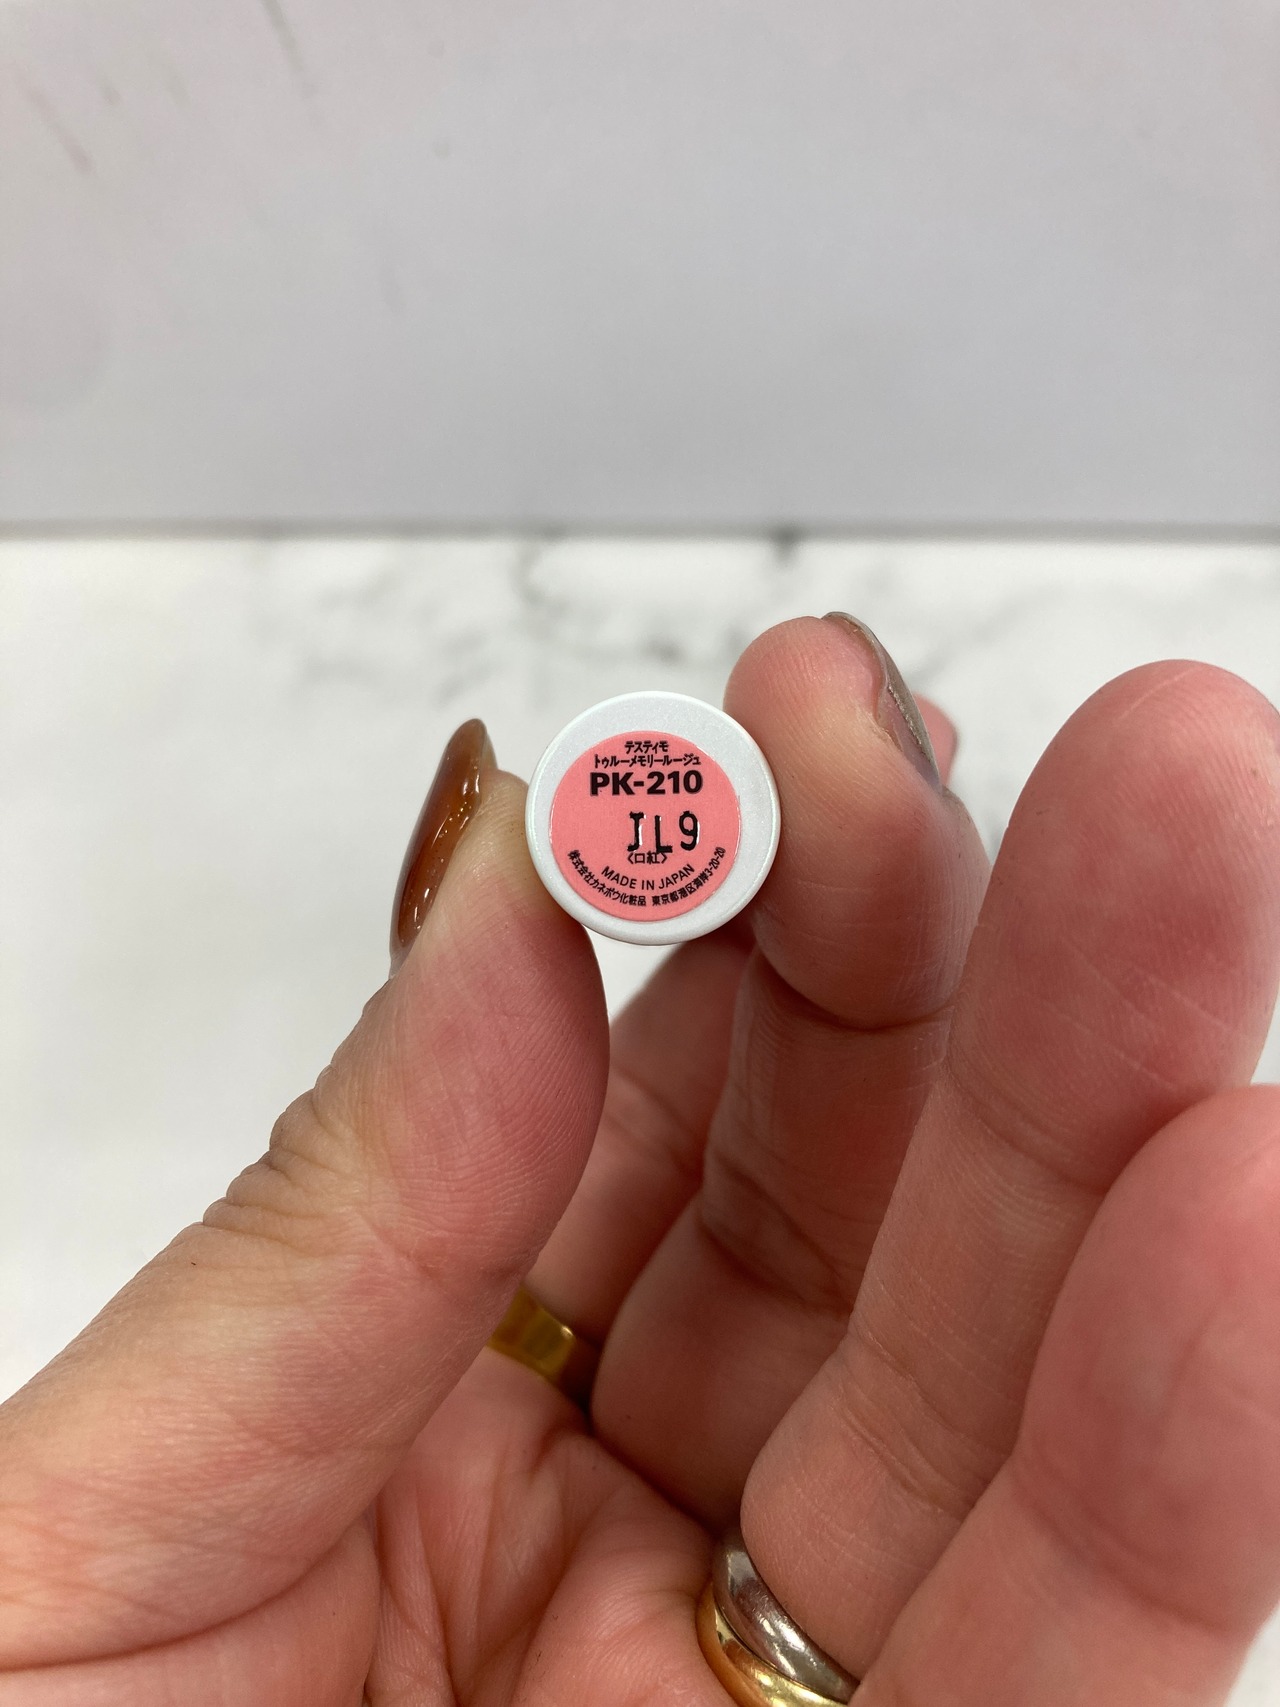 テスティモ
トゥルーメモリールージュ
PK-210
JL9
〈口紅〉
MADE IN JAPAN
株式会社カネボウ化粧品 東京都港区海岸3-20-20